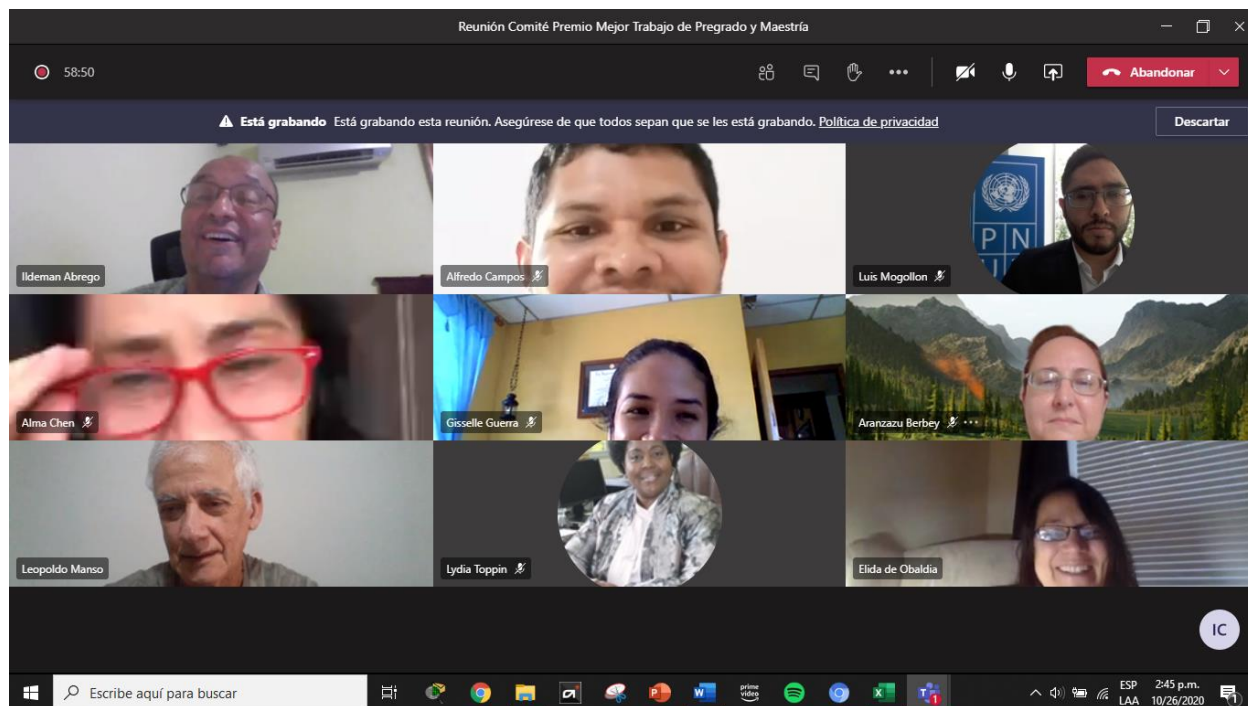 Reunión Comité Premio Mejor Trabajo de Pregrado y Maestría
58:50
Abandonar
Está grabando Está grabando esta reunión. Asegúrese de que todos sepan que se les está grabando. Política de privacidad
Descartar
Ildeman Abrego
Alfredo Campos
PN
Luis Mogollon
Alma Chen
Gisselle Guerra
Aranzazu Berbey
Leopoldo Manso
Lydia Toppin
Elida de Obaldia
IC
Escribe aquí para buscar
prime video
ESP
2:45 p.m.
LAA
10/26/2020